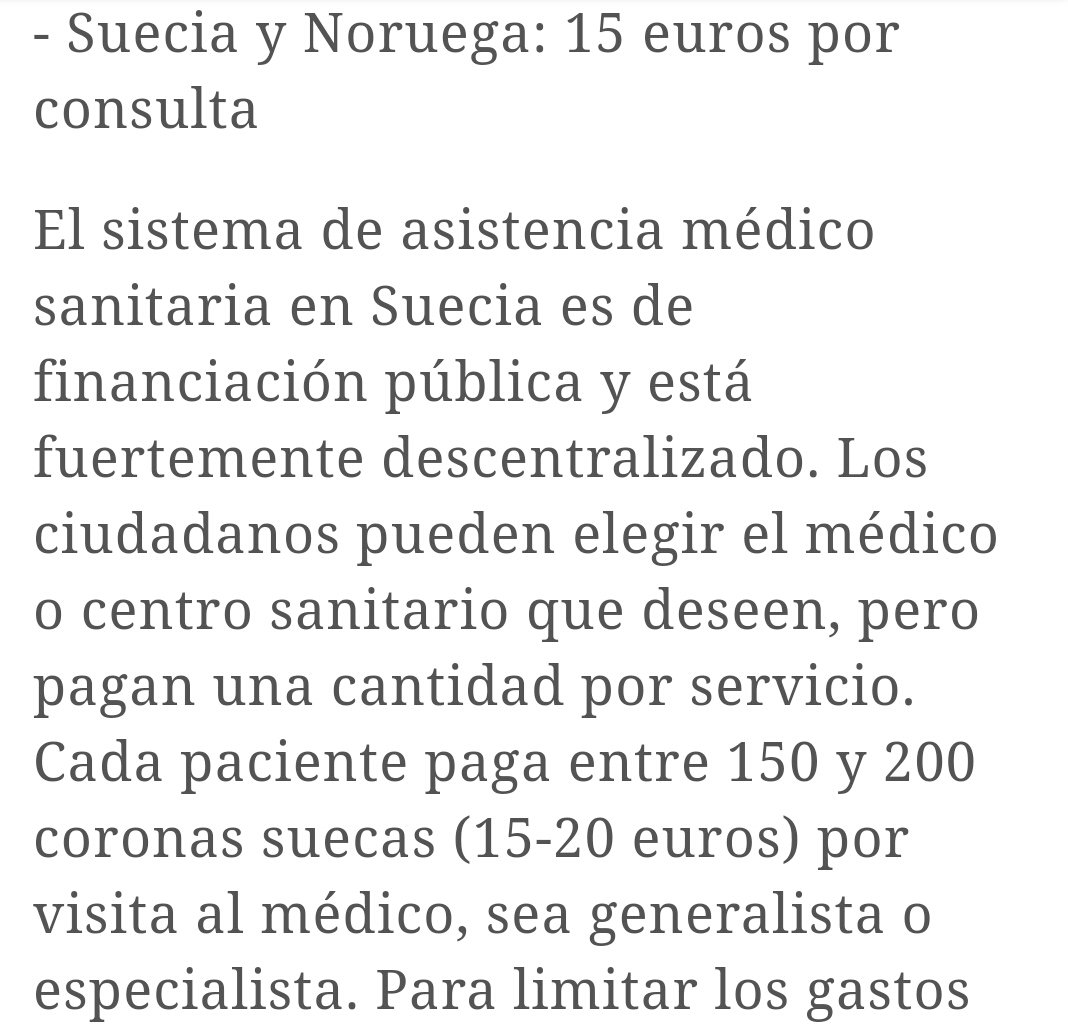 - Suecia y Noruega: 15 euros por
consulta
El sistema de asistencia médico
sanitaria en Suecia es de
financiación pública y está
fuertemente descentralizado. Los
ciudadanos pueden elegir el médico
o centro sanitario que deseen, pero
pagan una cantidad por servicio.
Cada paciente paga entre 150 y 200
coronas suecas (15-20 euros) por
visita al médico, sea generalista o
especialista. Para limitar los gastos